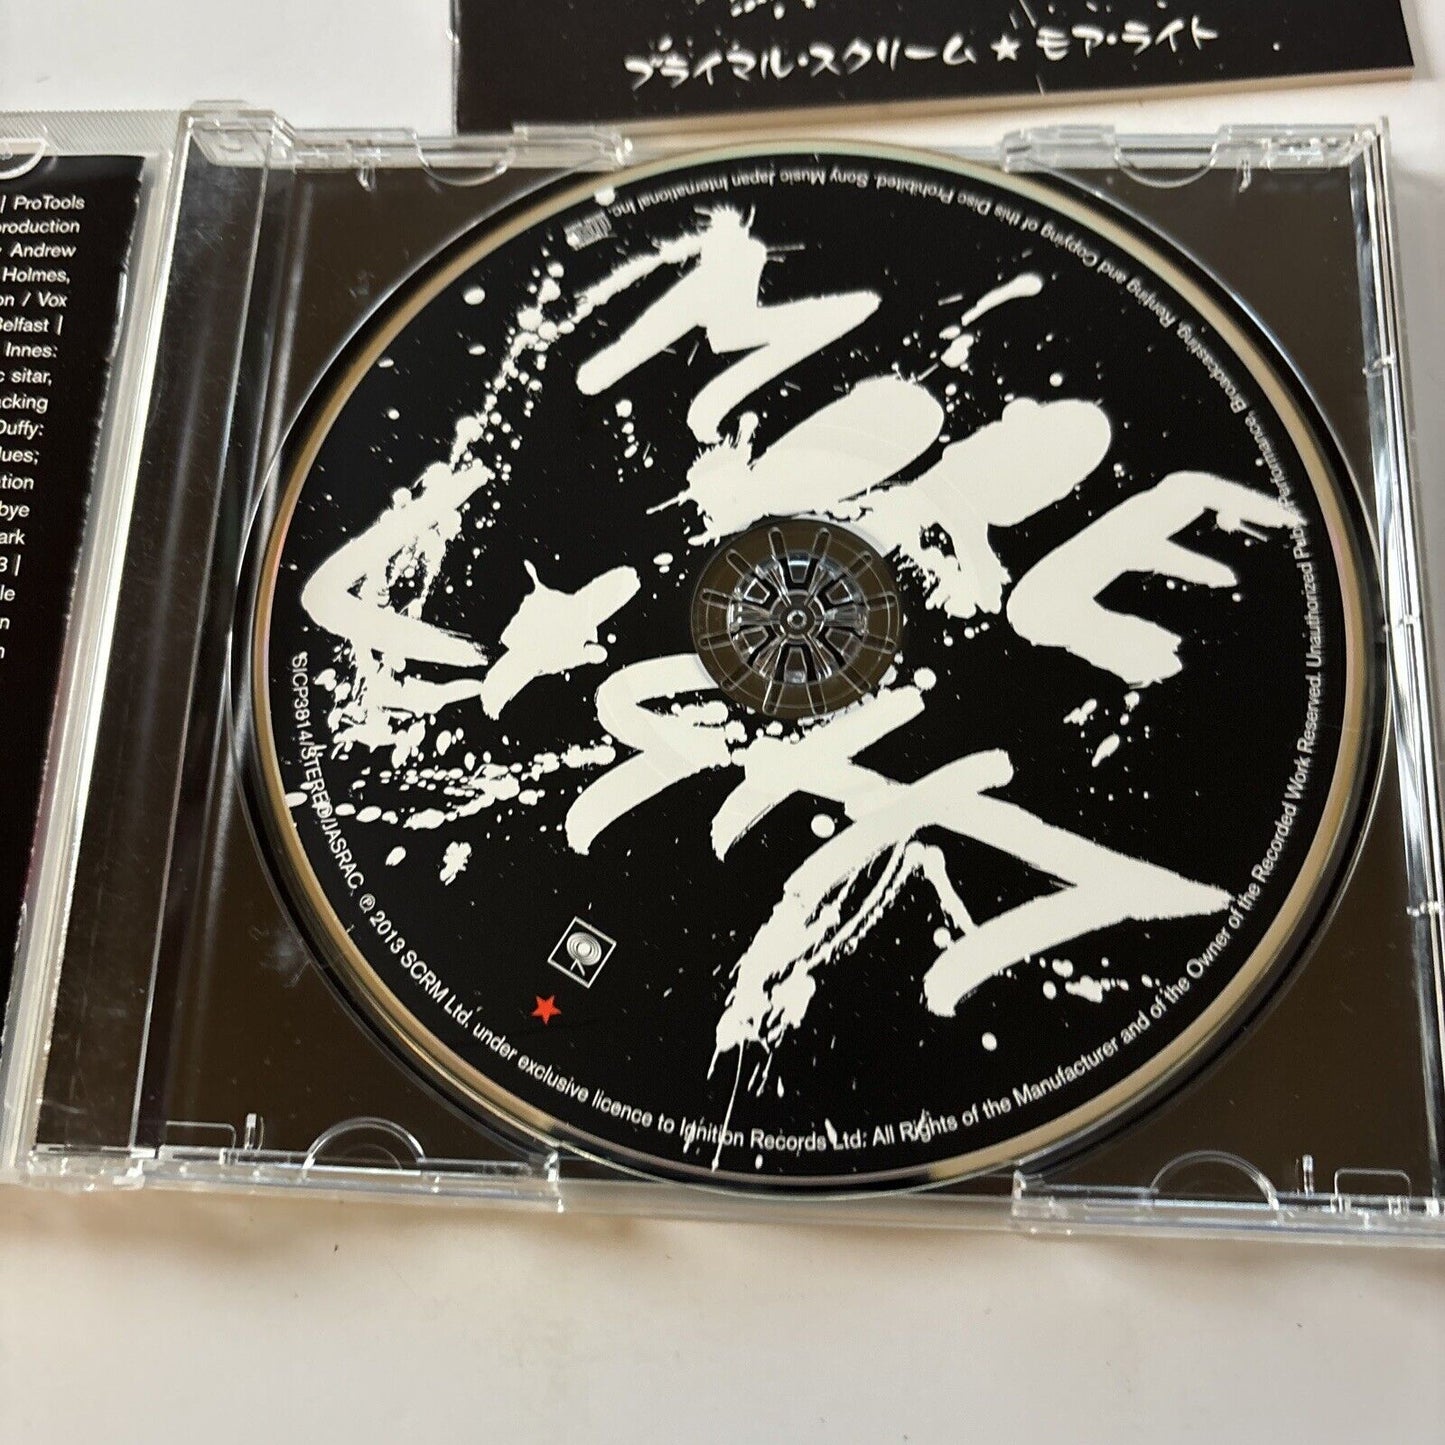 プライマル・スクリーム ★ モア・ライト
| ProTools
production
Andrew
Holmes,
on / Vox
Belfast |
Innes:
sitar,
acking
Duffy:
lues;
ation
bye
ark
3 |
le
n
MORE
LIGHT
SICP3814/STEREO/JASRAC. ℗ 2013 SCRM Ltd. under exclusive licence to Ignition Records Ltd. All Rights of the Manufacturer and of the Owner of the Recorded Work Reserved. Unauthorized Public Performance, Broadcasting, Renting and Copying of this Disc Prohibited. Sony Music Japan International Inc.